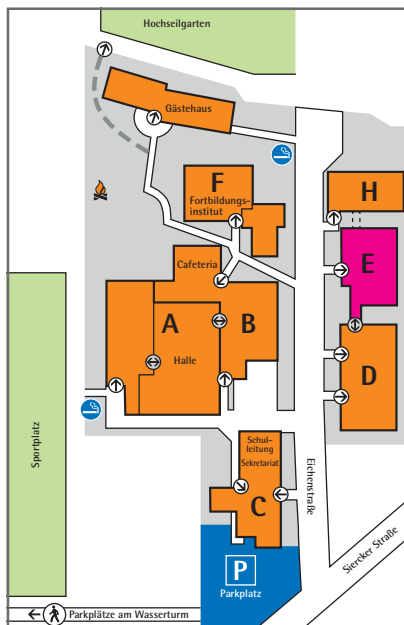 Hochseilgarten
Gästehaus
F
Fortbildungs-
institut
H
E
Cafeteria
A
B
Halle
D
Sportplatz
Schul-
leitung
Sekretariat
C
Eichenstraße
Siercker Straße
P
Parkplatz
Parkplätze am Wasserturm